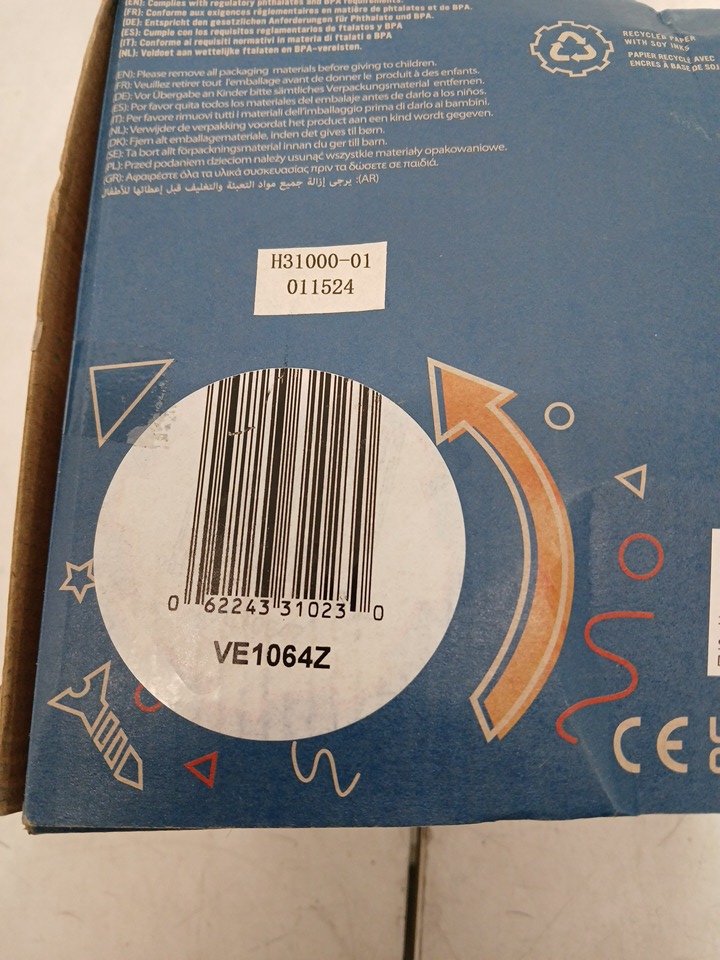 (EN): Complies with regulatory phthalates and BPA requirements.
(FR): Conforme aux exigences réglementaires en matière de phtalates et de BPA.
(DE): Entspricht den gesetzlichen Anforderungen für Phthalate und BPA.
(ES): Cumple con los requisitos regla­mentarios de ftalatos y BPA
(IT): Conforme ai requisiti normativi in materia di ftalati o BPA
(NL): Voldoet aan wettelijke ftalaten en BPA-vereisten.
RECYCLED PAPER
WITH SOY INKS
PAPIER RECYCLÉ AVEC
ENCRES À BASE DE SOJ
(EN): Please remove all packaging materials before giving to children.
(FR): Veuillez retirer tout l'emballage avant de donner le produit à des enfants.
(DE): Vor Übergabe an Kinder bitte sämtliches Verpackungsmaterial entfernen.
(ES): Por favor quita todos los materiales del embalaje antes de darlo a los niños.
(IT): Per favore rimuovi tutti i materiali dell'imballaggio prima di darlo ai bambini.
(NL): Verwijder de verpakking voordat het product aan een kind wordt gegeven.
(DK): Fjern alt emballagemateriale, inden det gives til børn.
(SE): Ta bort allt förpackningsmaterial innan du ger till barn.
(PL): Przed podaniem dzieciom należy usunąć wszystkie materiały opakowaniowe.
(GR): Αφαιρέστε όλα τα υλικά συσκευασίας πριν τα δώσετε σε παιδιά.
(AR): يرجى إزالة جميع مواد التعبئة والتغليف قبل إعطائها للأطفال
H31000-01
011524
0 62243 31023 0
VE1064Z
CE